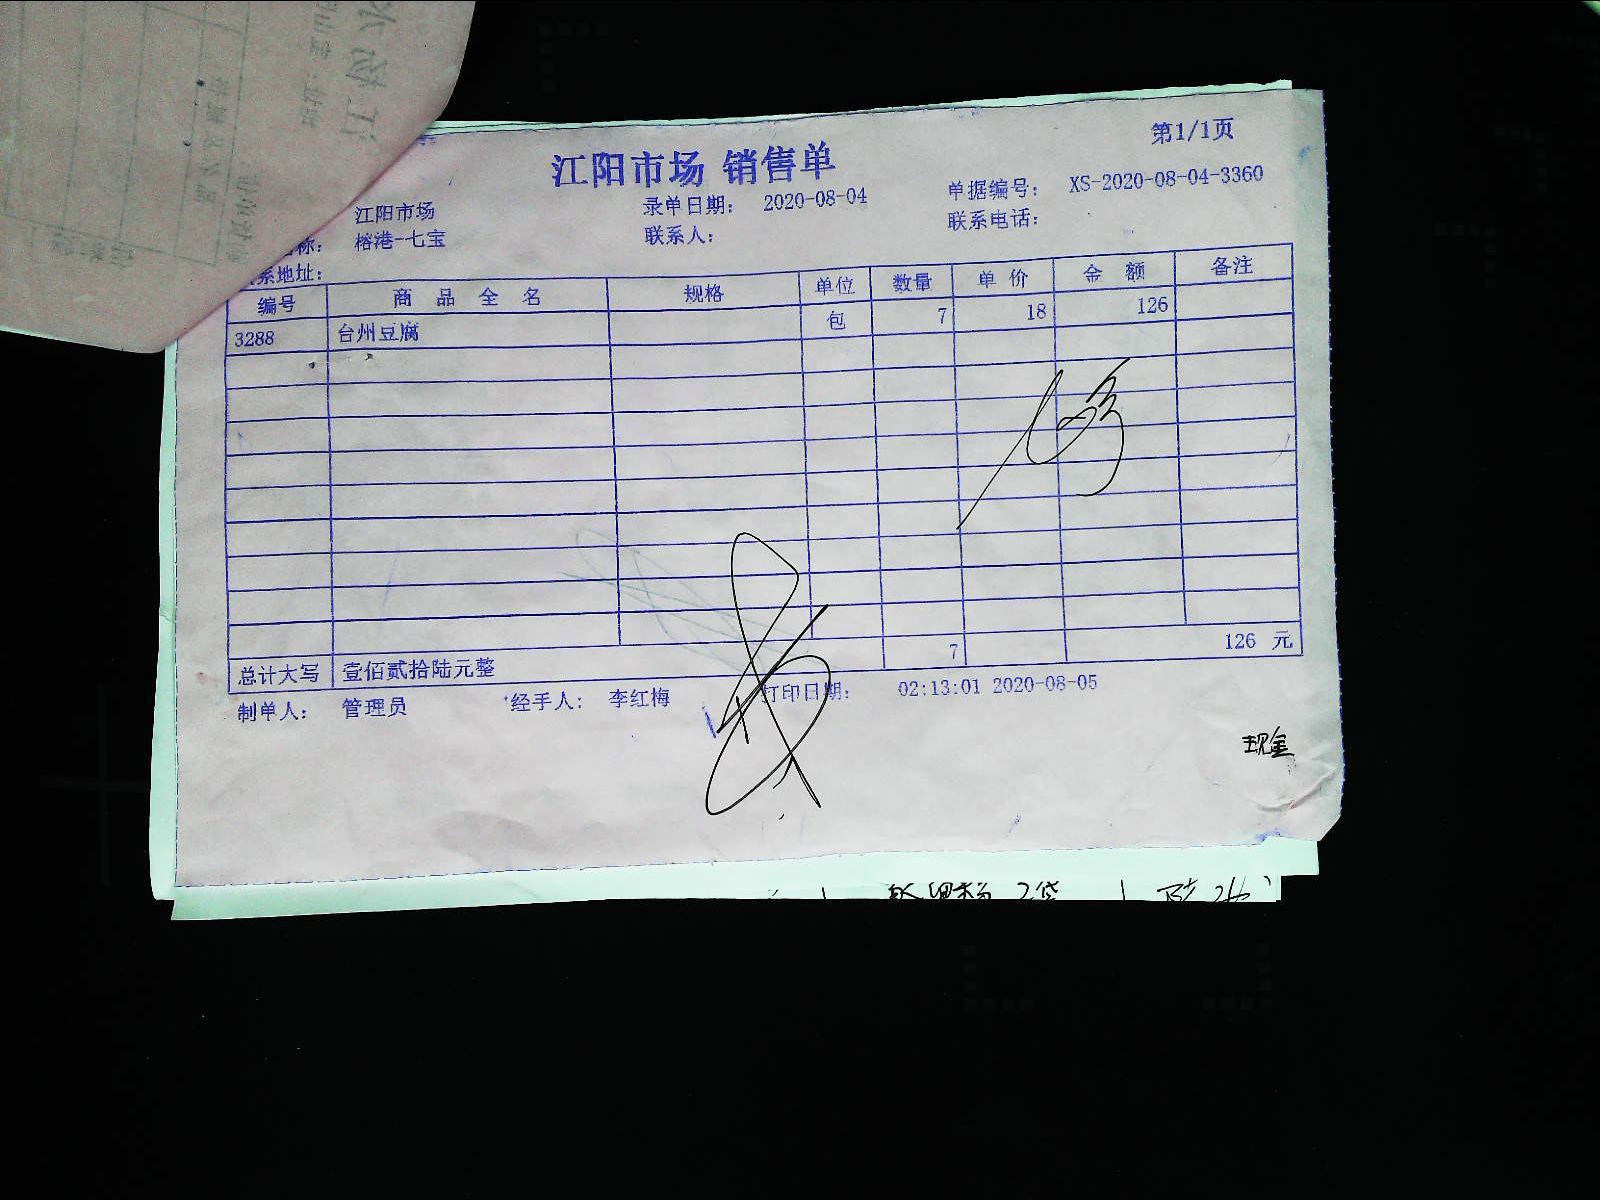 第1/1页
江阳市场 销售单
江阳市场 录单日期: 2020-08-04 单据编号: XS-2020-08-04-3360
称: 榕港-七宝 联系人: 联系电话:
系地址:
编号 商 品 全 名 规格 单位 数量 单 价 金 额 备注
3288 台州豆腐 包 7 18 126
总计大写 壹佰贰拾陆元整 7 126 元
制单人: 管理员 经手人: 李红梅 打印日期: 02:13:01 2020-08-05
现金